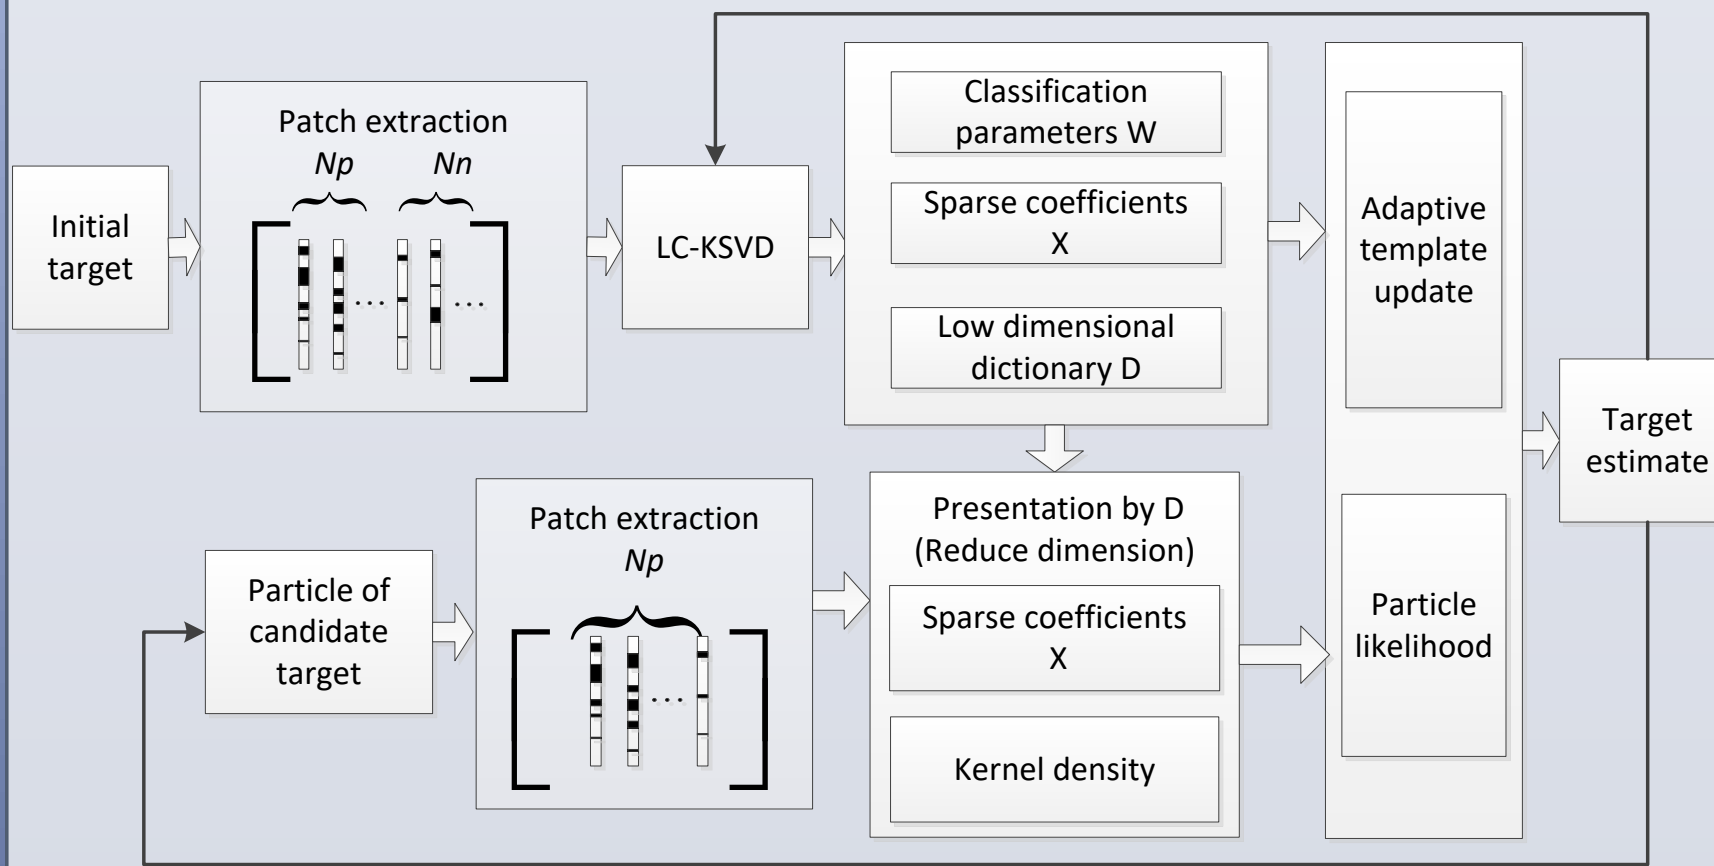 Initial
target
Patch extraction
Np Nn
... ...
LC-KSVD
Classification
parameters W
Sparse coefficients
X
Low dimensional
dictionary D
Adaptive
template
update
Target
estimate
Particle of
candidate
target
Patch extraction
Np
...
Presentation by D
(Reduce dimension)
Sparse coefficients
X
Kernel density
Particle
likelihood